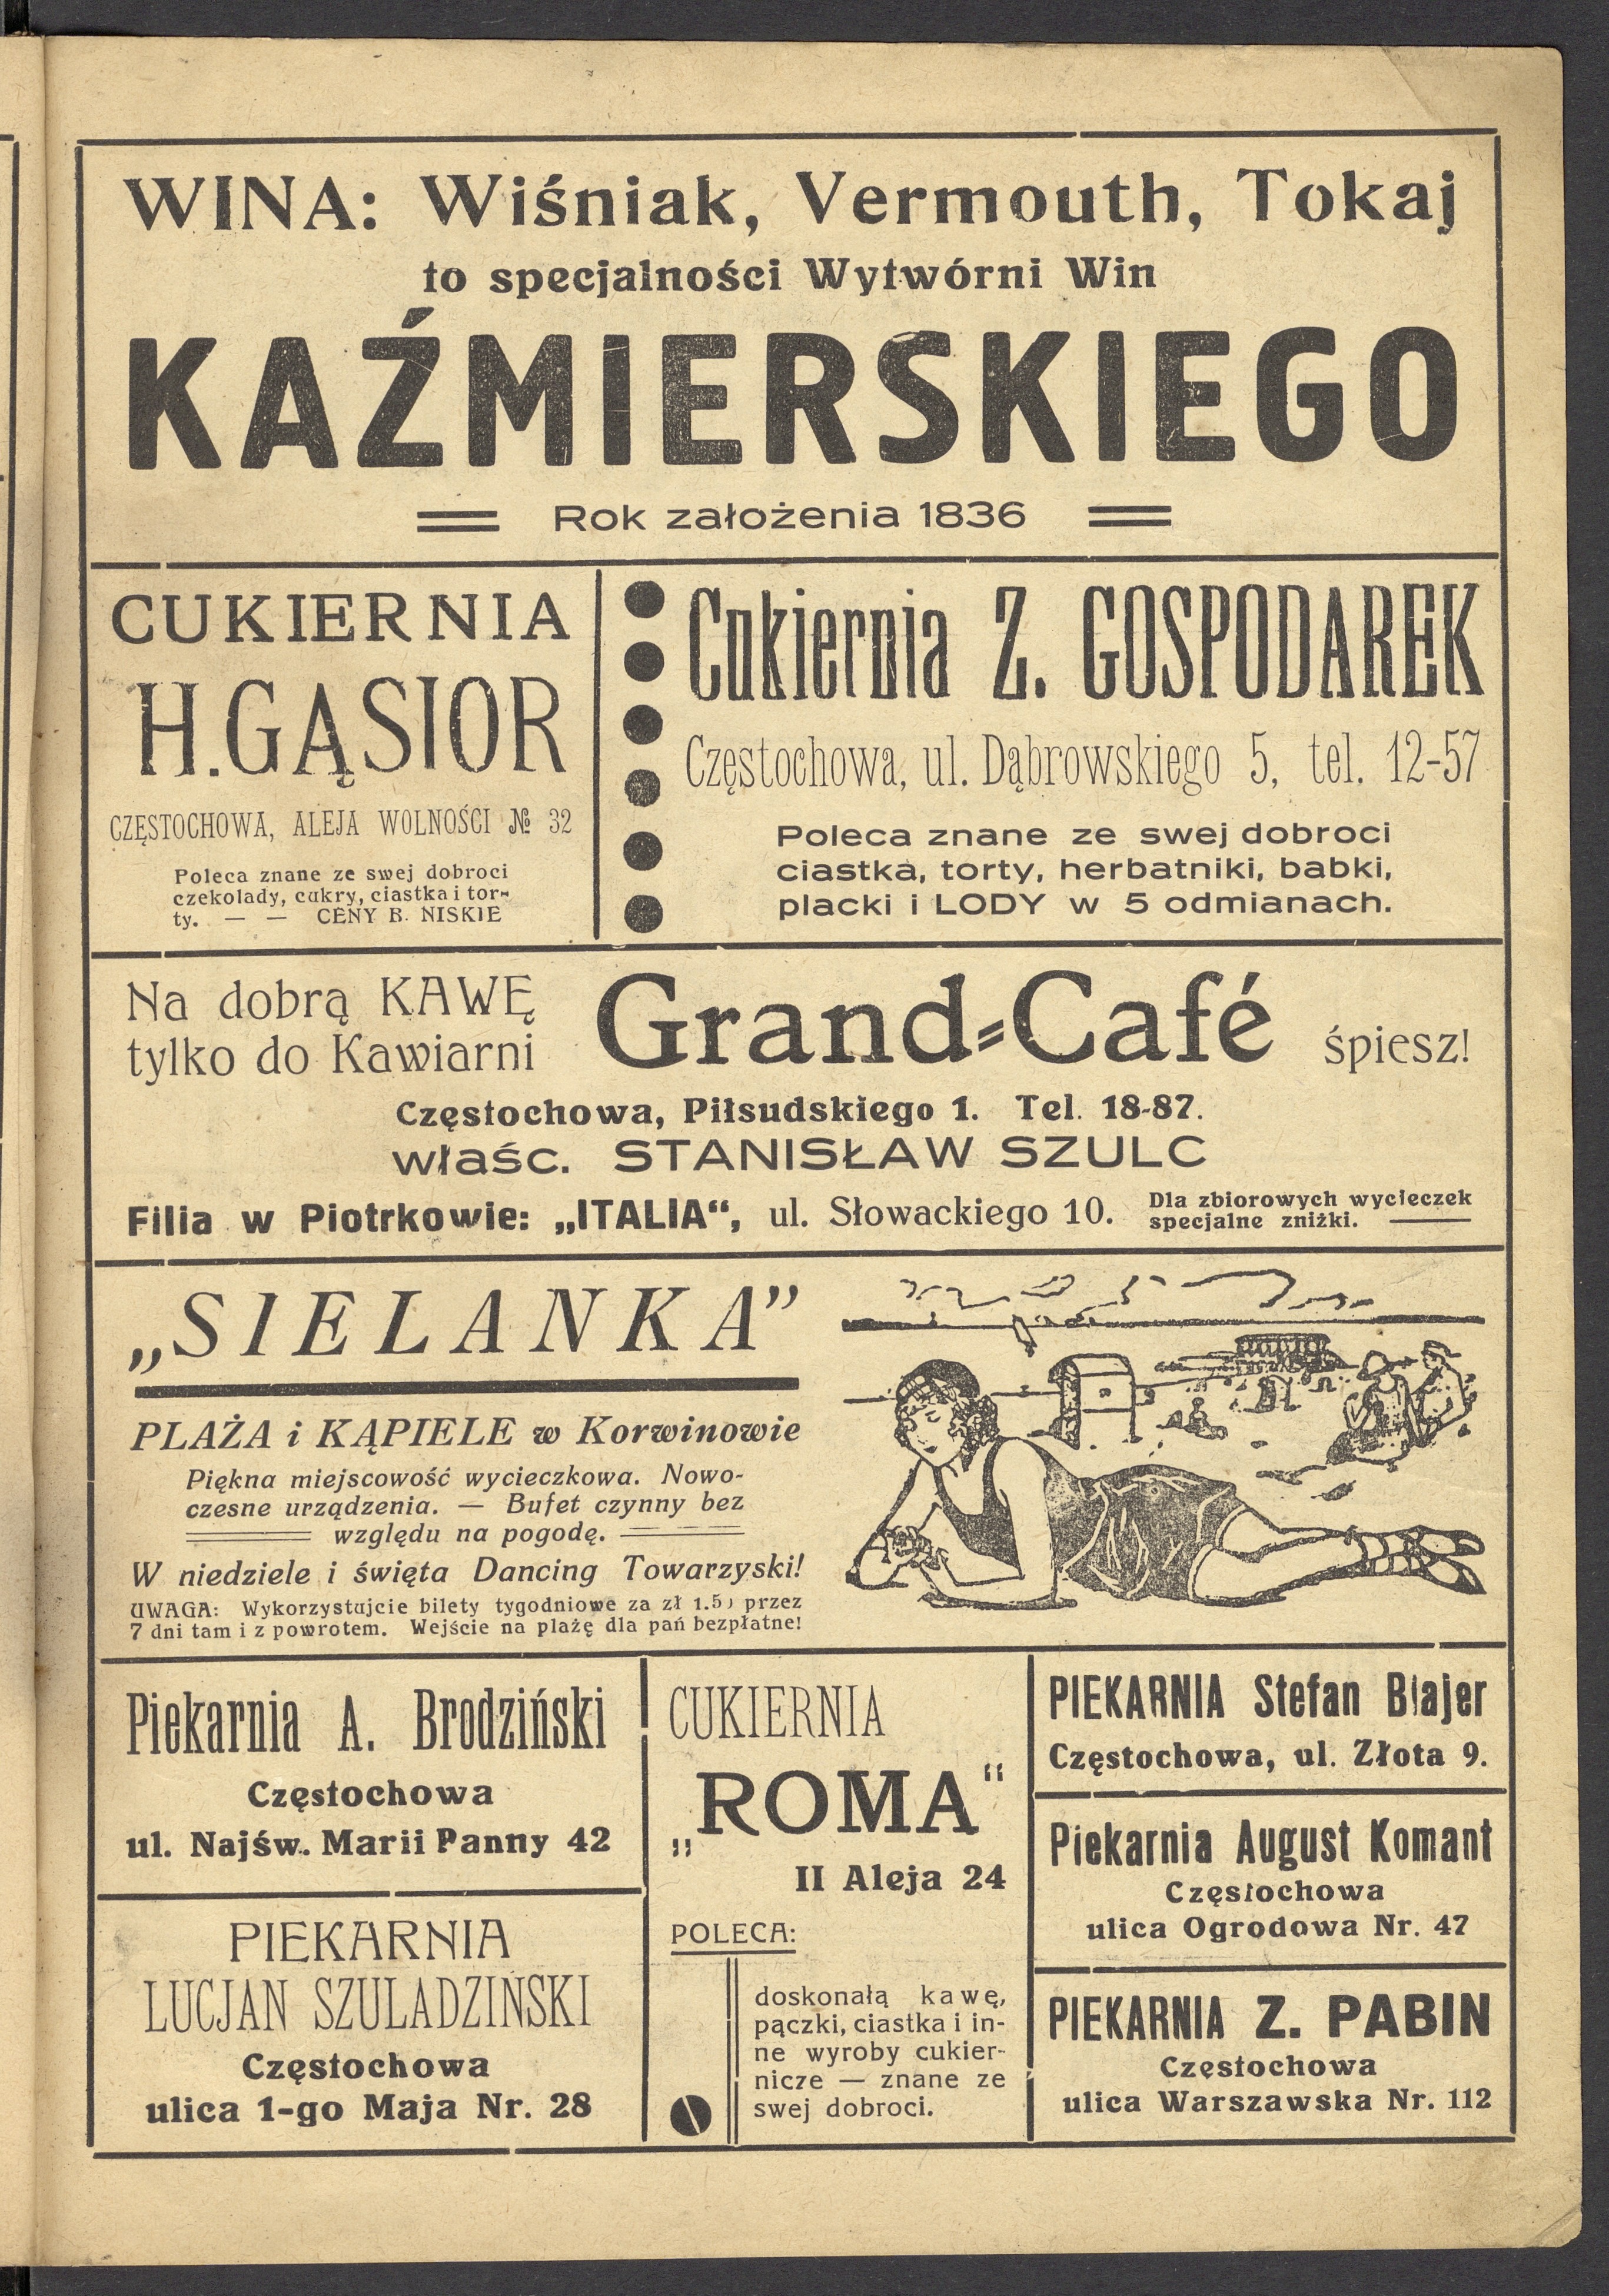 WINA: Wiśniak, Vermouth, Tokaj
to specjalności Wytwórni Win
KAŹMIERSKIEGO
Rok założenia 1836
CUKIERNIA
H. GĄSIOR
CZĘSTOCHOWA, ALEJA WOLNOŚCI № 32
Poleca znane ze swej dobroci
czekolady, cukry, ciastka i tor-
ty. — — CENY B. NISKIE
Cukiernia Z. GOSPODAREK
Częstochowa, ul. Dąbrowskiego 5, tel. 12-57
Poleca znane ze swej dobroci
ciastka, torty, herbatniki, babki,
placki i LODY w 5 odmianach.
Na dobrą KAWĘ
tylko do Kawiarni
Grand-Café śpiesz!
Częstochowa, Piłsudskiego 1. Tel. 18-87.
właśc. STANISŁAW SZULC
Filia w Piotrkowie: „ITALIA“, ul. Słowackiego 10.
Dla zbiorowych wycieczek
specjalne zniżki.
„SIELANKA”
PLAŻA i KĄPIELE w Korwinowie
Piękna miejscowość wycieczkowa. Nowo-
czesne urządzenia. — Bufet czynny bez
względu na pogodę.
W niedziele i święta Dancing Towarzyski!
UWAGA: Wykorzystujcie bilety tygodniowe za zł przez
7 dni tam i z powrotem. Wejście na plażę dla pań bezpłatne!
Piekarnia A. Brodziński
Częstochowa
ul. Najśw. Marii Panny 42
PIEKARNIA
LUCJAN SZULADZIŃSKI
Częstochowa
ulica 1-go Maja Nr. 28
CUKIERNIA
„ROMA“
II Aleja 24
POLECA:
doskonałą kawę,
pączki, ciastka i in-
ne wyroby cukier-
nicze — znane ze
swej dobroci.
PIEKARNIA Stefan Blajer
Częstochowa, ul. Złota 9.
Piekarnia August Komant
Częstochowa
ulica Ogrodowa Nr. 47
PIEKARNIA Z. PABIN
Częstochowa
ulica Warszawska Nr. 112